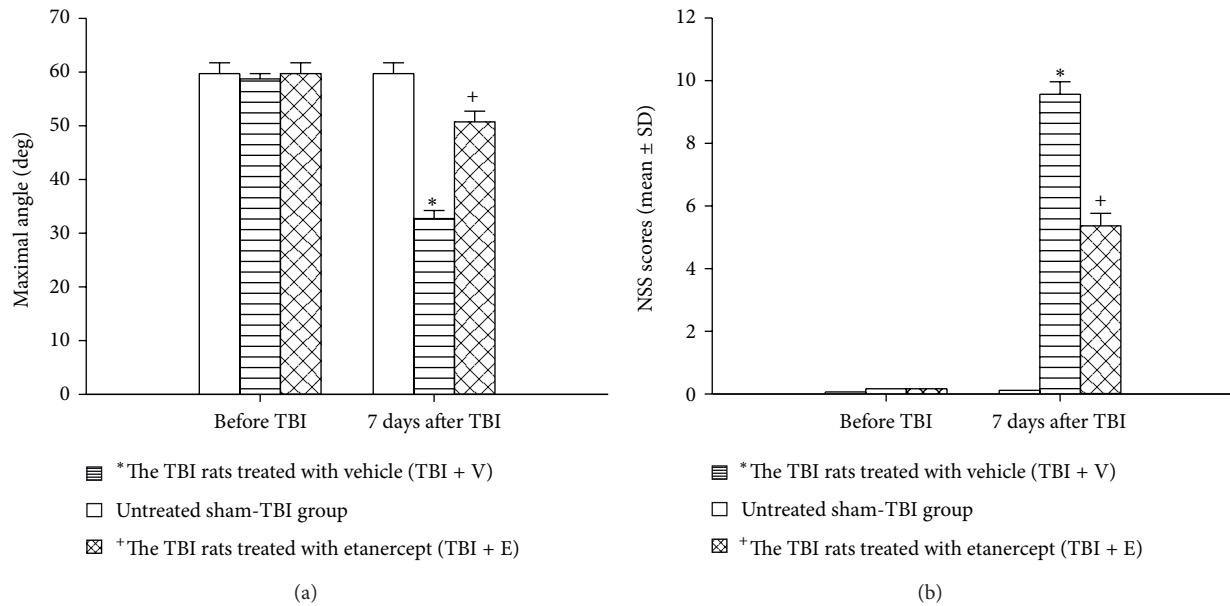 70
60
50
40
30
20
10
0
Maximal angle (deg)
*
+
Before TBI
7 days after TBI
*The TBI rats treated with vehicle (TBI + V)
Untreated sham-TBI group
+The TBI rats treated with etanercept (TBI + E)
(a)
12
10
8
6
4
2
0
NSS scores (mean ± SD)
*
+
Before TBI
7 days after TBI
*The TBI rats treated with vehicle (TBI + V)
Untreated sham-TBI group
+The TBI rats treated with etanercept (TBI + E)
(b)